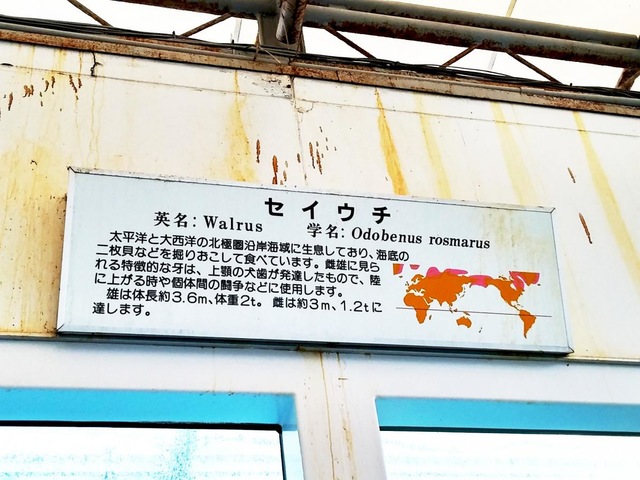 セイウチ
英名：Walrus 学名：Odobenus rosmarus
太平洋と大西洋の北極圏沿岸海域に生息しており、海底の
二枚貝などを掘りおこして食べています。雌雄に見ら
れる特徴的な牙は、上顎の犬歯が発達したもので、陸
に上がる時や個体間の闘争などに使用します。
雄は体長約3.6m、体重2t。雌は約3m、1.2tに
達します。